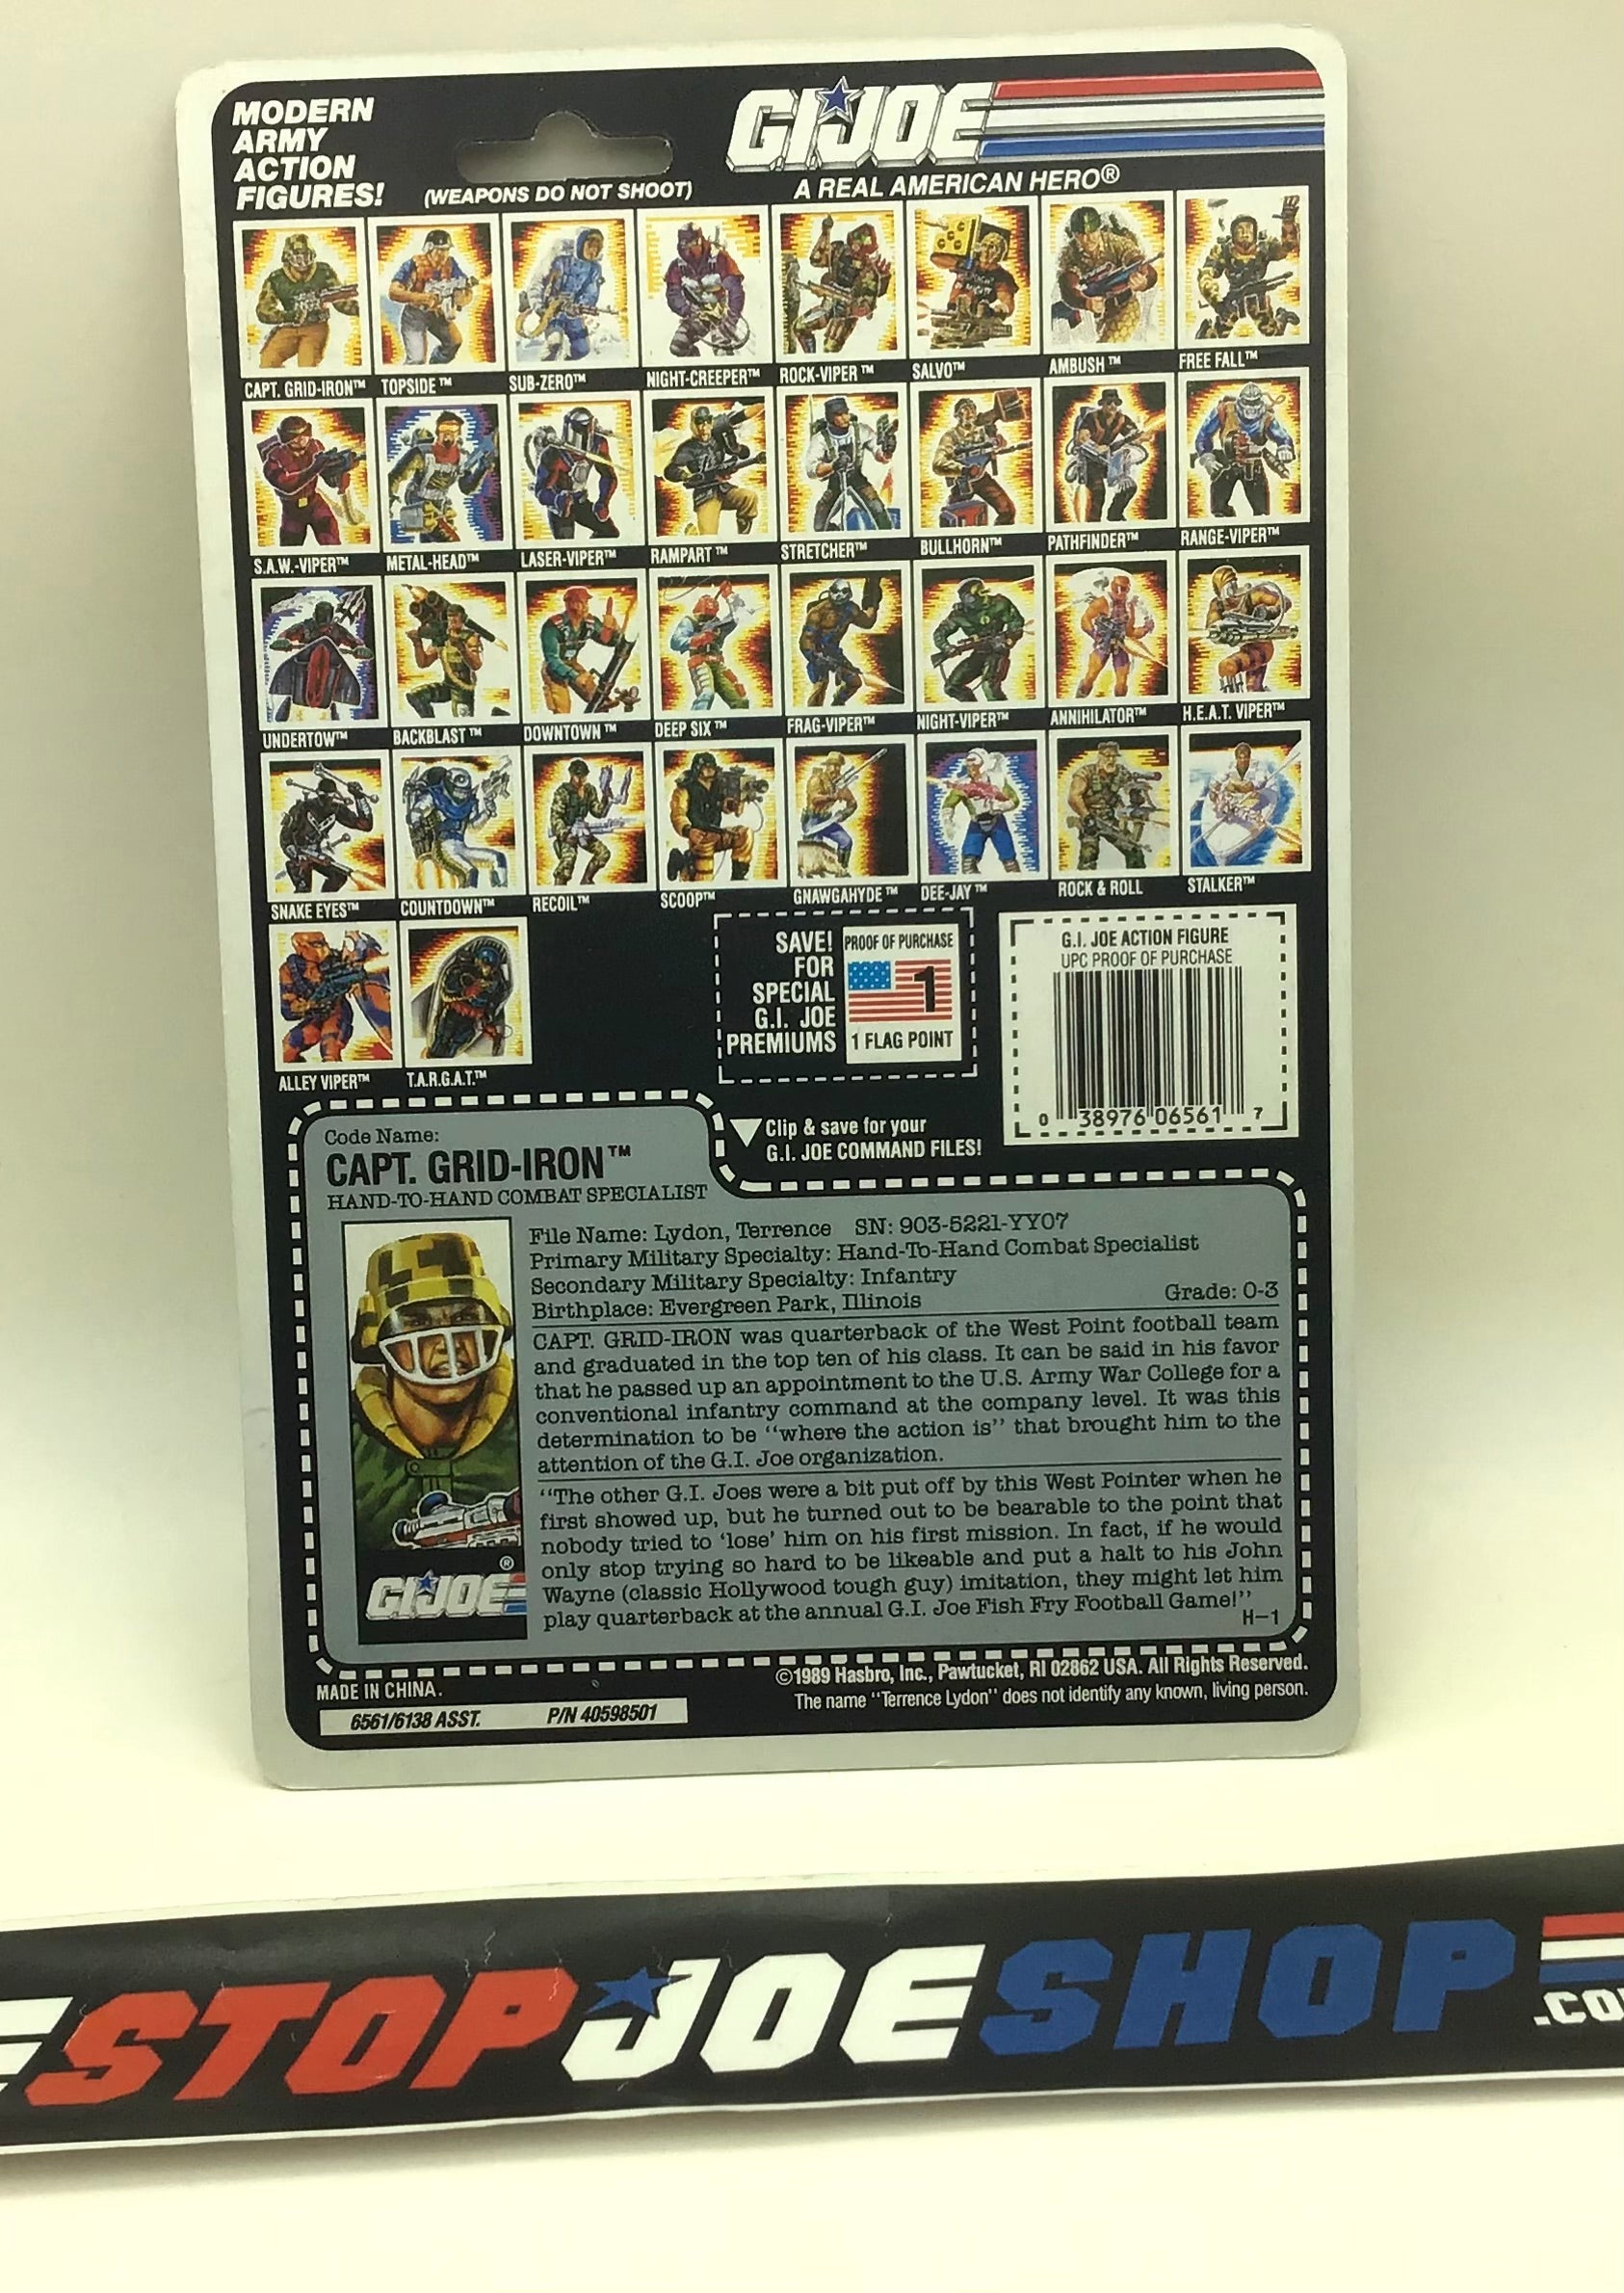 MODERN
ARMY
ACTION
FIGURES!
(WEAPONS DO NOT SHOOT)
G.I. JOE
A REAL AMERICAN HERO®
CAPT. GRID-IRON™ TOPSIDE™ SUB-ZERO™ NIGHT-CREEPER™ ROCK-VIPER™ SALVO™ AMBUSH™ FREE FALL™
S.A.W.-VIPER™ METAL-HEAD™ LASER-VIPER™ RAMPART™ STRETCHER™ BULLHORN™ PATHFINDER™ RANGE-VIPER™
UNDERTOW™ BACKBLAST™ DOWNTOWN™ DEEP SIX™ FRAG-VIPER™ NIGHT-VIPER™ ANNIHILATOR™ H.E.A.T. VIPER™
SNAKE EYES™ COUNTDOWN™ RECOIL™ SCOOP™ GNAWGAHYDE™ DEE-JAY™ ROCK & ROLL STALKER™
ALLEY VIPER™ T.A.R.G.A.T.™
SAVE!
FOR
SPECIAL
G.I. JOE
PREMIUMS
PROOF OF PURCHASE
1
1 FLAG POINT
G.I. JOE ACTION FIGURE
UPC PROOF OF PURCHASE
0 38976 06561 7
Clip & save for your
G.I. JOE COMMAND FILES!
Code Name:
CAPT. GRID-IRON™
HAND-TO-HAND COMBAT SPECIALIST
File Name: Lydon, Terrence SN: 903-5221-YY07
Primary Military Specialty: Hand-To-Hand Combat Specialist
Secondary Military Specialty: Infantry
Birthplace: Evergreen Park, Illinois Grade: 0-3
CAPT. GRID-IRON was quarterback of the West Point football team
and graduated in the top ten of his class. It can be said in his favor
that he passed up an appointment to the U.S. Army War College for a
conventional infantry command at the company level. It was this
determination to be "where the action is" that brought him to the
attention of the G.I. Joe organization.
"The other G.I. Joes were a bit put off by this West Pointer when he
first showed up, but he turned out to be bearable to the point that
nobody tried to 'lose' him on his first mission. In fact, if he would
only stop trying so hard to be likeable and put a halt to his John
Wayne (classic Hollywood tough guy) imitation, they might let him
play quarterback at the annual G.I. Joe Fish Fry Football Game!"
H-1
®
G.I. JOE
MADE IN CHINA.
©1989 Hasbro, Inc., Pawtucket, RI 02862 USA. All Rights Reserved.
The name "Terrence Lydon" does not identify any known, living person.
6561/6138 ASST. P/N 40598501
E STOP JOE SHOP .CO